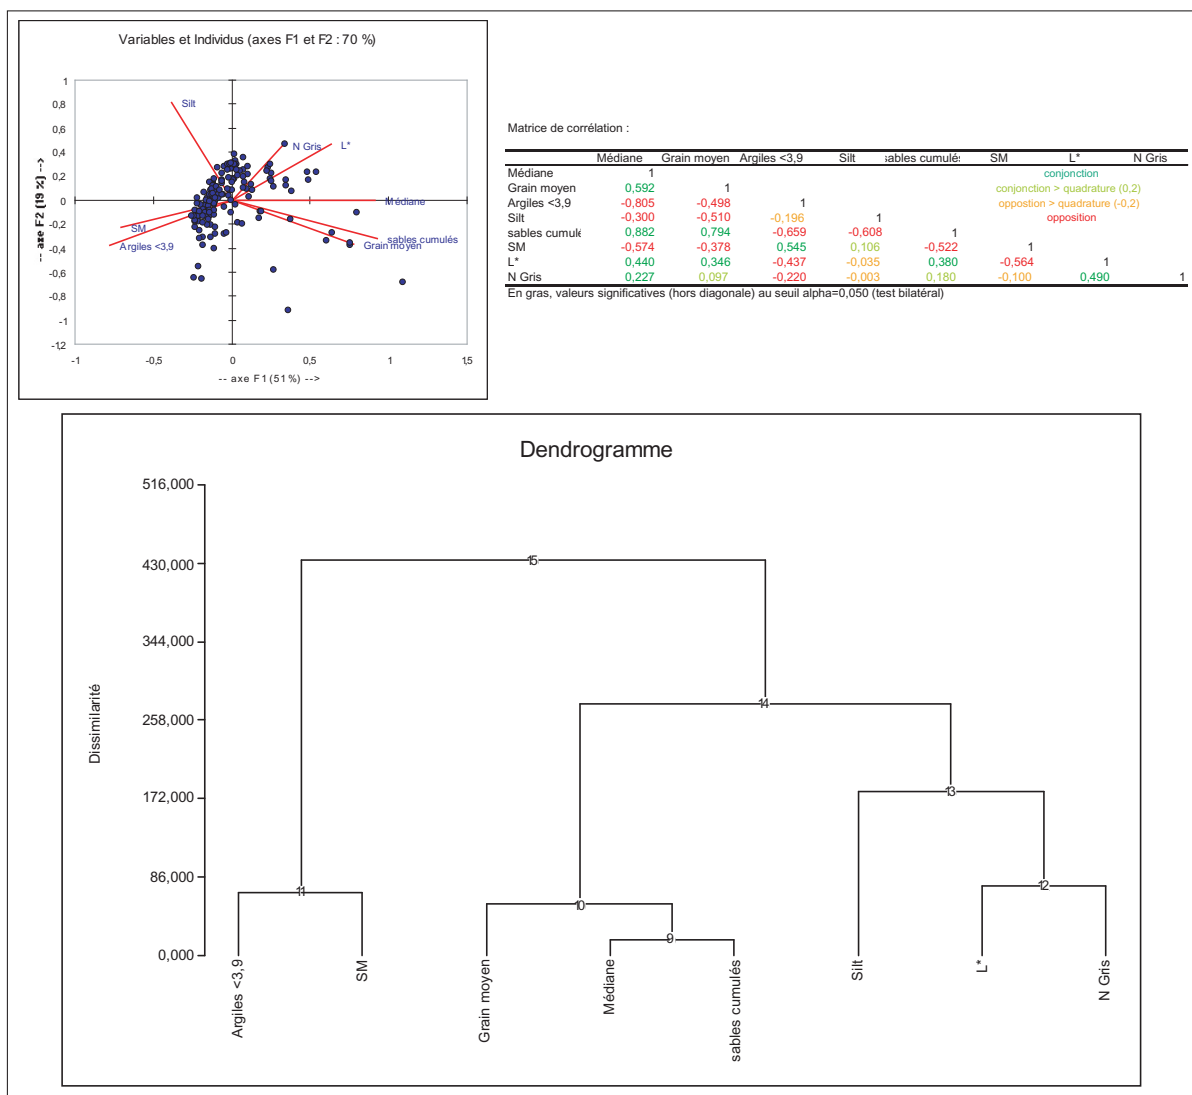 Variables et Individus (axes F1 et F2 : 70 %)
1
0,8
0,6
0,4
0,2
0
-0,2
-0,4
-0,6
-0,8
-1
-1,2
-- axe F2 (19 %) -->
Silt
N Gris
L*
Médiane
SM
Argiles <3,9
sables cumulés
Grain moyen
-1
-0,5
0
0,5
1
1,5
-- axe F1 (51 %) -->
Matrice de corrélation :
Médiane Grain moyen Argiles <3,9 Silt sables cumulé: SM L* N Gris
Médiane 1 conjonction
Grain moyen 0,592 1 conjonction > quadrature (0,2)
Argiles <3,9 -0,805 -0,498 1 oppostion > quadrature (-0,2)
Silt -0,300 -0,510 -0,196 1 opposition
sables cumulé 0,882 0,794 -0,659 -0,608 1
SM -0,574 -0,378 0,545 0,106 -0,522 1
L* 0,440 0,346 -0,437 -0,035 0,380 -0,564 1
N Gris 0,227 0,097 -0,220 -0,003 0,180 -0,100 0,490 1
En gras, valeurs significatives (hors diagonale) au seuil alpha=0,050 (test bilatéral)
Dendrogramme
516,000
430,000
344,000
258,000
172,000
86,000
0,000
Dissimilarité
15
14
13
12
11
10
9
Argiles <3,9
SM
Grain moyen
Médiane
sables cumulés
Silt
L*
N Gris